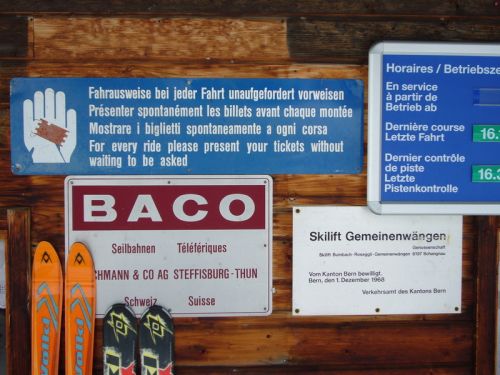 Fahrausweise bei jeder Fahrt unaufgefordert vorweisen
Présenter spontanément les billets avant chaque montée
Mostrare i biglietti spontaneamente a ogni corsa
For every ride please present your tickets without
waiting to be asked
Horaires / Betriebsze
En service
à partir de
Betrieb ab
Dernière course
Letzte Fahrt
16.
Dernier contrôle
de piste
Letzte
Pistenkontrolle
16.3
BACO
Seilbahnen Téléfériques
CHMANN & CO AG STEFFISBURG-THUN
Schweiz Suisse
Skilift Gemeinenwängen
Genossenschaft
Vom Kanton Bern bewilligt.
Bern, den 1. Dezember 1968
Verkehrsamt des Kantons Bern